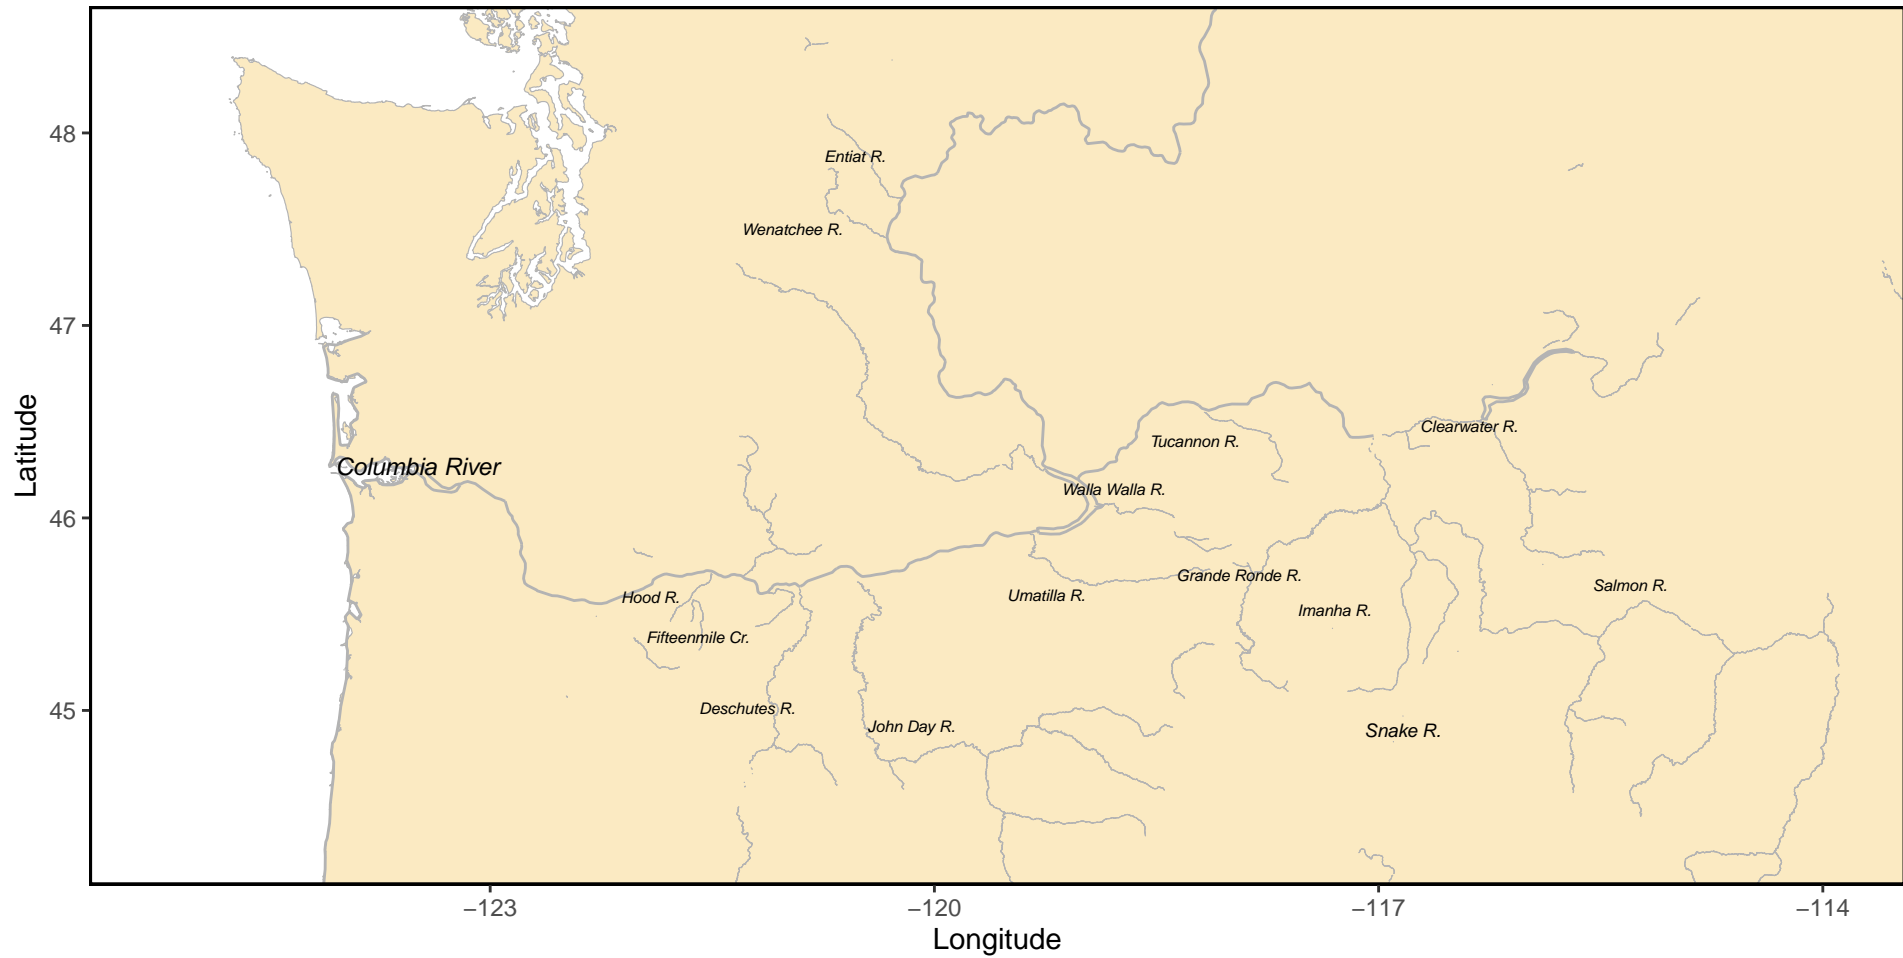 48
Entiat R.
Wenatchee R.
47
Clearwater R.
Tucannon R.
Columbia River
Walla Walla R.
46
Grande Ronde R.
Salmon R.
Umatilla R.
Hood R.
Imanha R.
Fifteenmile Cr.
45
Deschutes R.
John Day R.
Snake R.
−123
−120
−117
−114
Longitude
Latitude